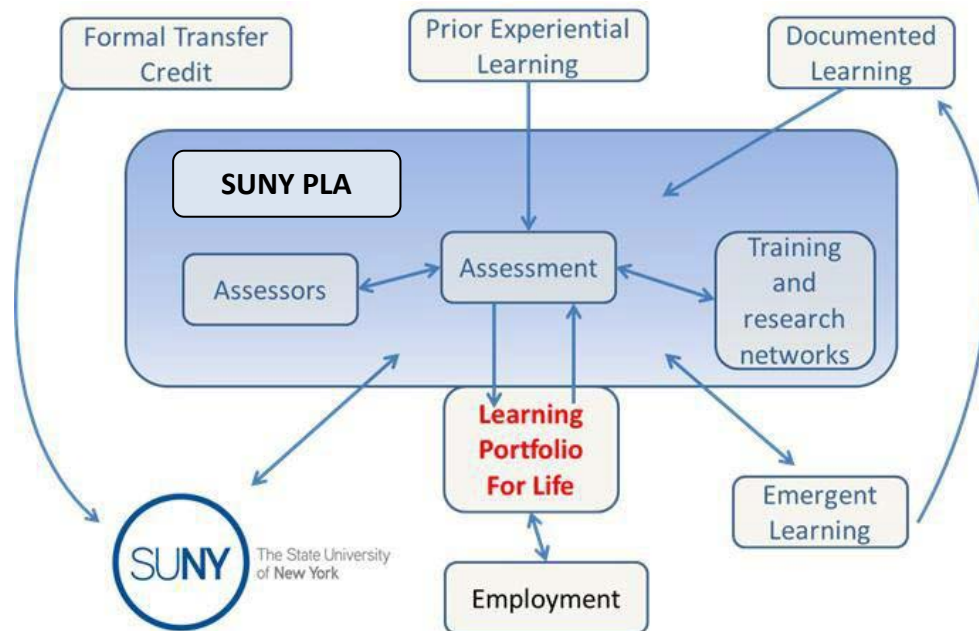 Formal Transfer
Credit
Prior Experiential
Learning
Documented
Learning
SUNY PLA
Assessors
Assessment
Training
and
research
networks
Learning
Portfolio
For Life
Emergent
Learning
SUNY
The State University
of New York
Employment